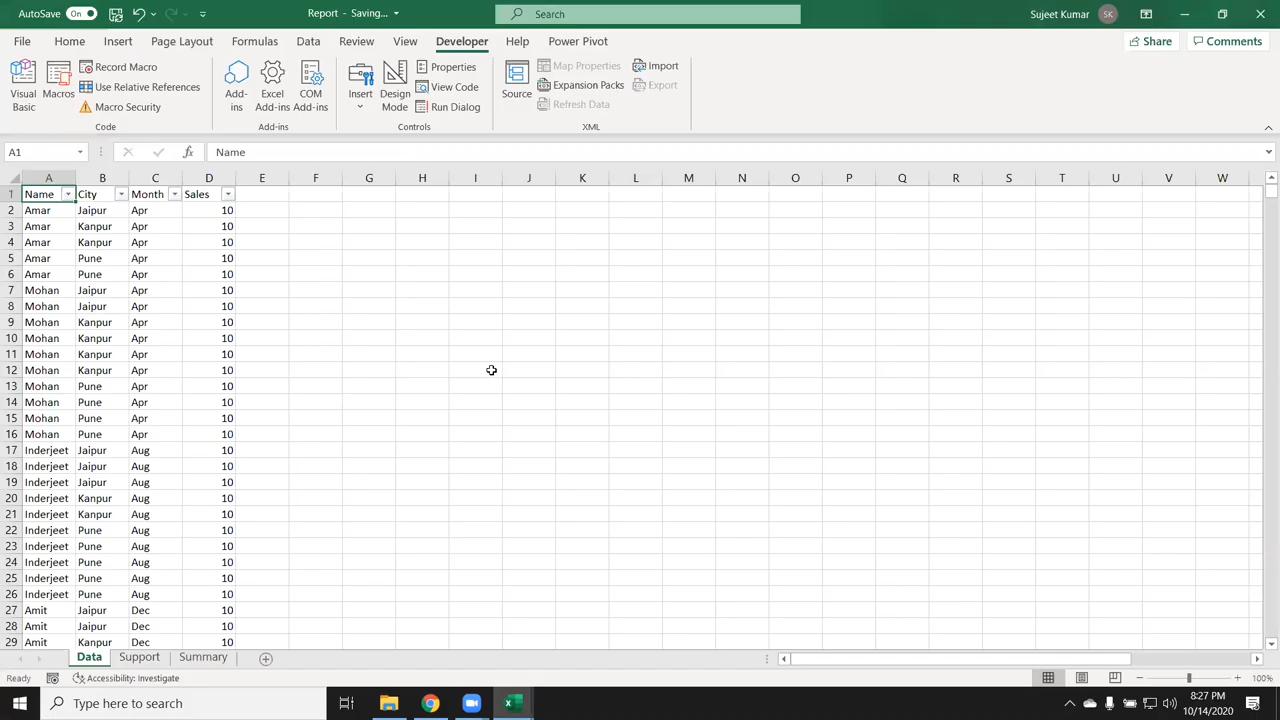 AutoSave On Report - Saving... Search Sujeet Kumar SK
File Home Insert Page Layout Formulas Data Review View Developer Help Power Pivot Share Comments
Visual Basic Macros Record Macro Use Relative References Macro Security Code
Add-ins Excel Add-ins COM Add-ins Add-ins
Insert Design Mode Properties View Code Run Dialog Controls
Source Map Properties Expansion Packs Refresh Data Import Export XML
A1 fx Name
A B C D E F G H I J K L M N O P Q R S T U V W
1 Name City Month Sales
2 Amar Jaipur Apr 10
3 Amar Kanpur Apr 10
4 Amar Kanpur Apr 10
5 Amar Pune Apr 10
6 Amar Pune Apr 10
7 Mohan Jaipur Apr 10
8 Mohan Jaipur Apr 10
9 Mohan Kanpur Apr 10
10 Mohan Kanpur Apr 10
11 Mohan Kanpur Apr 10
12 Mohan Kanpur Apr 10
13 Mohan Pune Apr 10
14 Mohan Pune Apr 10
15 Mohan Pune Apr 10
16 Mohan Pune Apr 10
17 Inderjeet Jaipur Aug 10
18 Inderjeet Jaipur Aug 10
19 Inderjeet Jaipur Aug 10
20 Inderjeet Kanpur Aug 10
21 Inderjeet Kanpur Aug 10
22 Inderjeet Pune Aug 10
23 Inderjeet Pune Aug 10
24 Inderjeet Pune Aug 10
25 Inderjeet Pune Aug 10
26 Inderjeet Pune Aug 10
27 Amit Jaipur Dec 10
28 Amit Jaipur Dec 10
29 Amit Kanpur Dec 10
Data Support Summary
Ready Accessibility: Investigate 100%
Type here to search 8:27 PM
10/14/2020